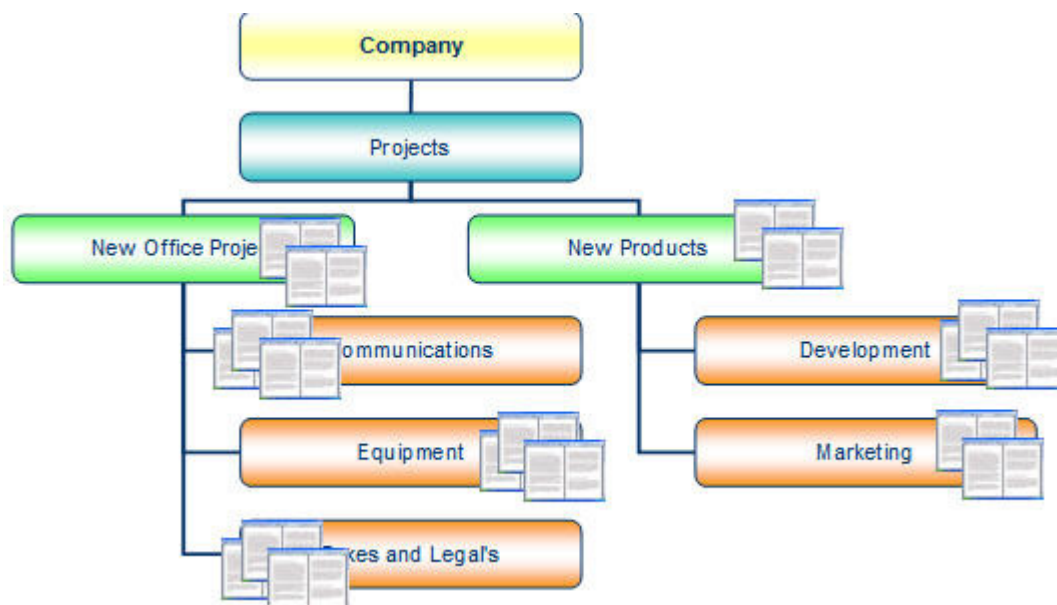 Company
Projects
New Office Proje
New Products
ommunications
Development
Equipment
Marketing
xes and Legal's